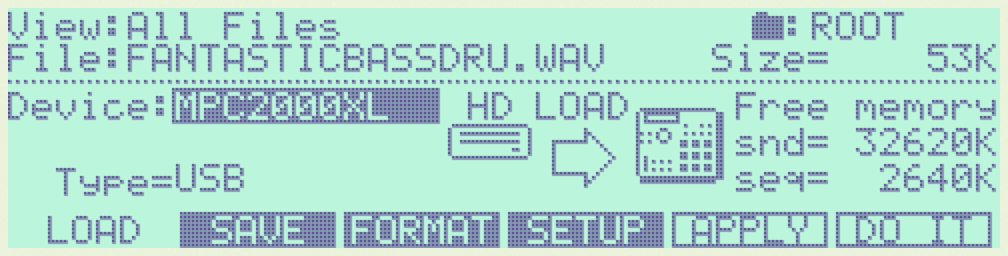 View:All Files : ROOT
File:FANTASTICBASSDRU.WAV Size= 53K
Device:MPC2000XL HD LOAD Free memory
snd= 32620K
Type=USB seq= 2640K
LOAD SAVE FORMAT SETUP APPLY DO IT